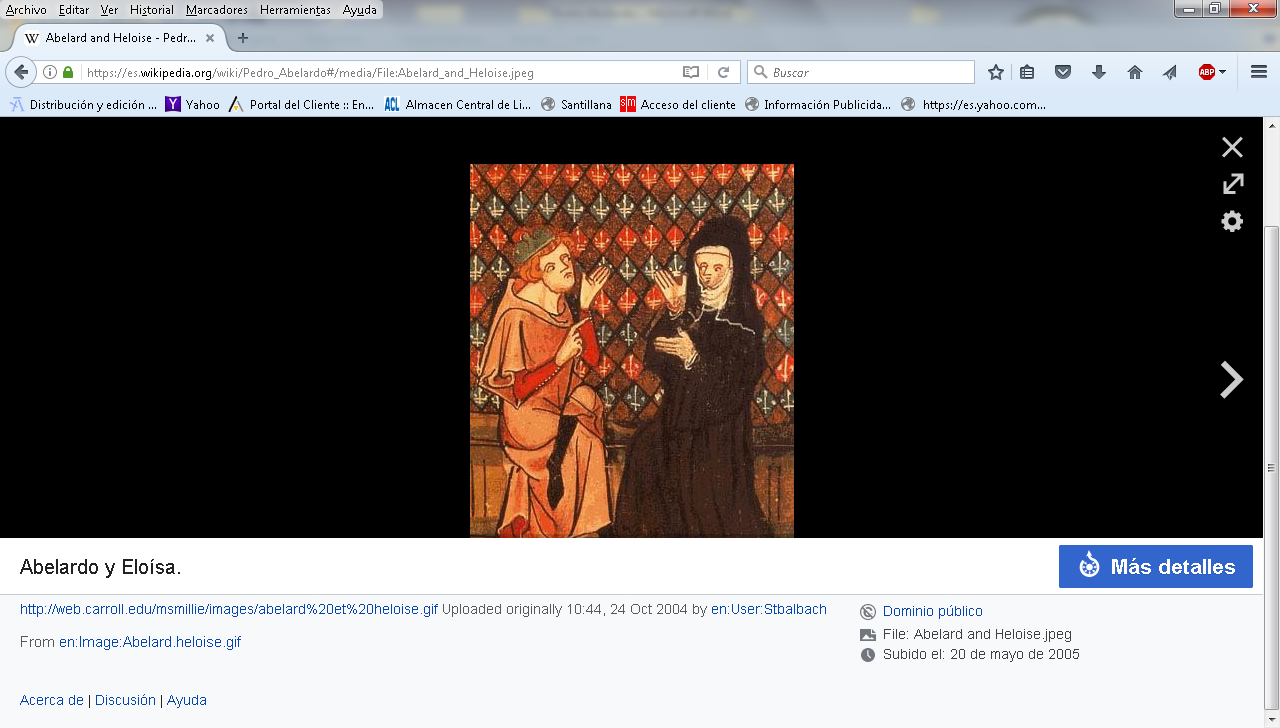 Archivo Editar Ver Historial Marcadores Herramientas Ayuda
Abelard and Heloise - Pedr...
https://es.wikipedia.org/wiki/Pedro_Abelardo#/media/File:Abelard_and_Heloise.jpeg
Buscar
ABP
Distribución y edición ... Yahoo Portal del Cliente :: En... ACL Almacen Central de Li... Santillana sm Acceso del cliente Información Publicita... https://es.yahoo.com...
Abelardo y Eloísa.
Más detalles
http://web.carroll.edu/msmillie/images/abelard%20et%20heloise.gif Uploaded originally 10:44, 24 Oct 2004 by en:User:Stbalbach
From en:Image:Abelard.heloise.gif
Dominio público
File: Abelard and Heloise.jpeg
Subido el: 20 de mayo de 2005
Acerca de | Discusión | Ayuda